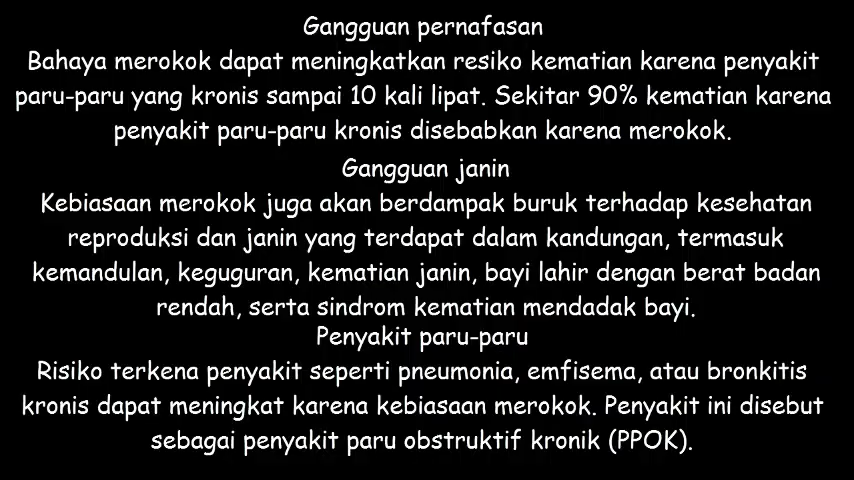 Gangguan pernafasan
Bahaya merokok dapat meningkatkan resiko kematian karena penyakit
paru-paru yang kronis sampai 10 kali lipat. Sekitar 90% kematian karena
penyakit paru-paru kronis disebabkan karena merokok.
Gangguan janin
Kebiasaan merokok juga akan berdampak buruk terhadap kesehatan
reproduksi dan janin yang terdapat dalam kandungan, termasuk
kemandulan, keguguran, kematian janin, bayi lahir dengan berat badan
rendah, serta sindrom kematian mendadak bayi.
Penyakit paru-paru
Risiko terkena penyakit seperti pneumonia, emfisema, atau bronkitis
kronis dapat meningkat karena kebiasaan merokok. Penyakit ini disebut
sebagai penyakit paru obstruktif kronik (PPOK).